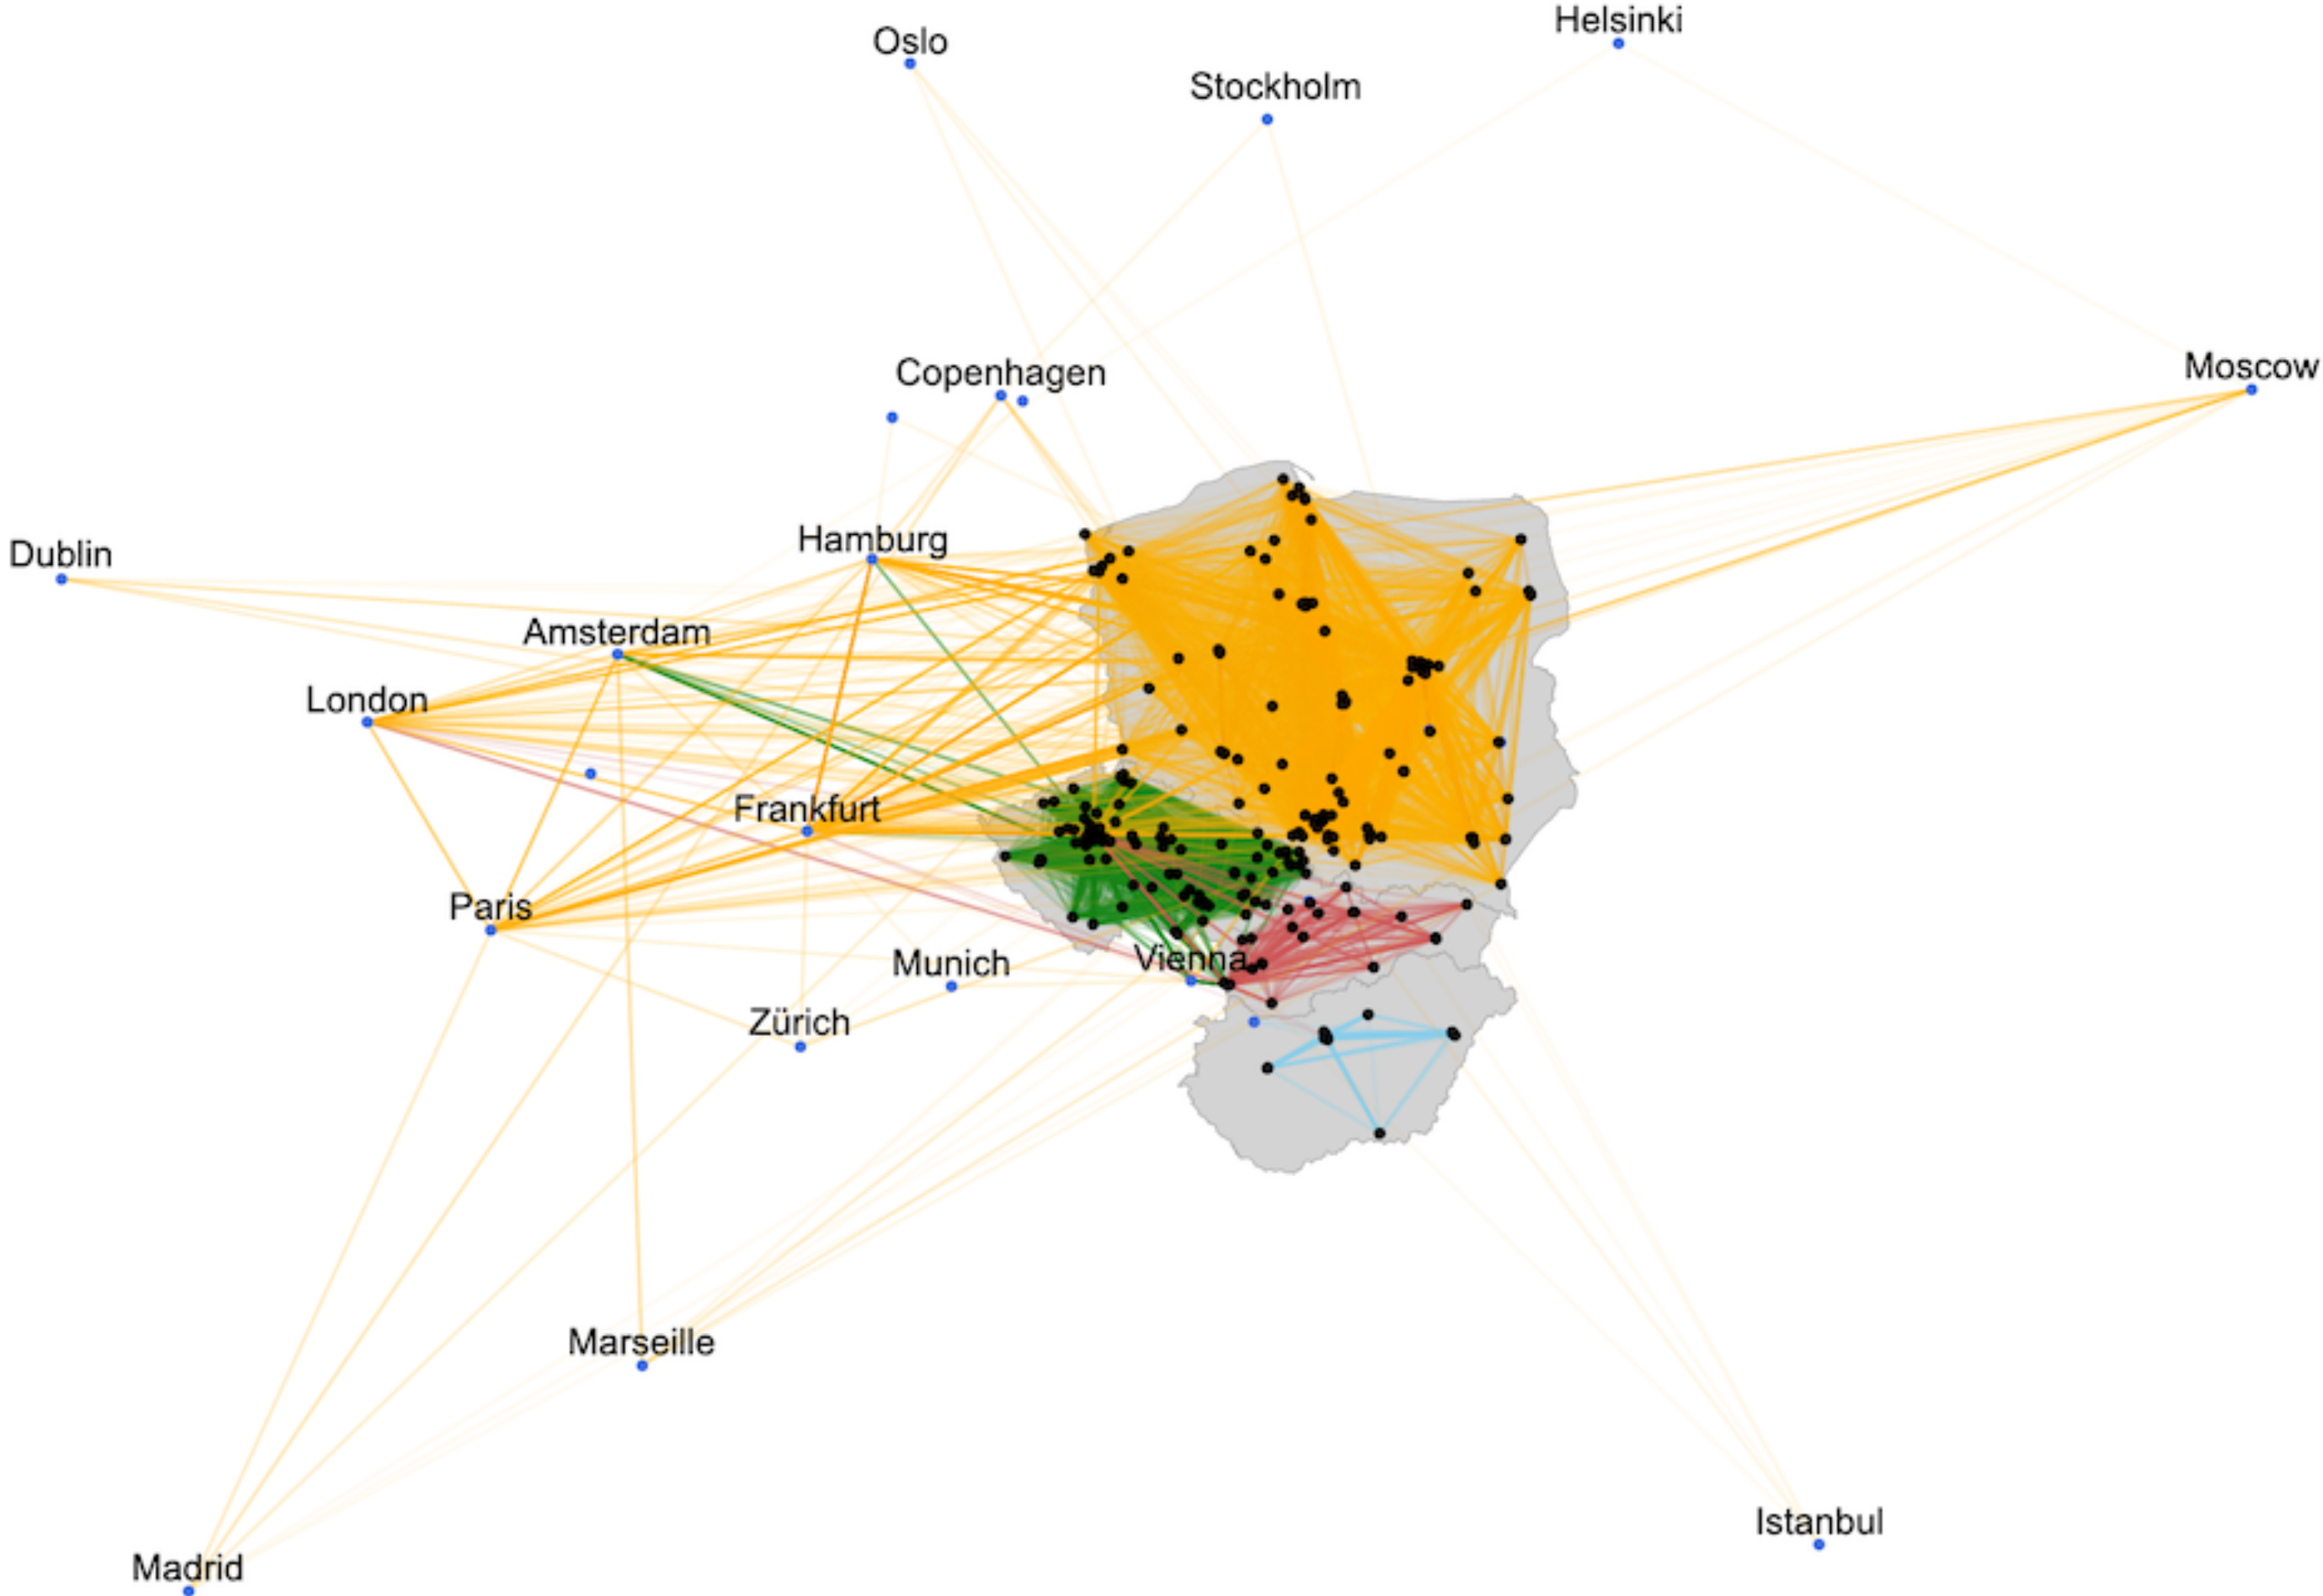 Helsinki
Oslo
Stockholm
Moscow
Copenhagen
Hamburg
Dublin
Amsterdam
London
Frankfurt
Paris
Vienna
Munich
Zürich
Marseille
Istanbul
Madrid